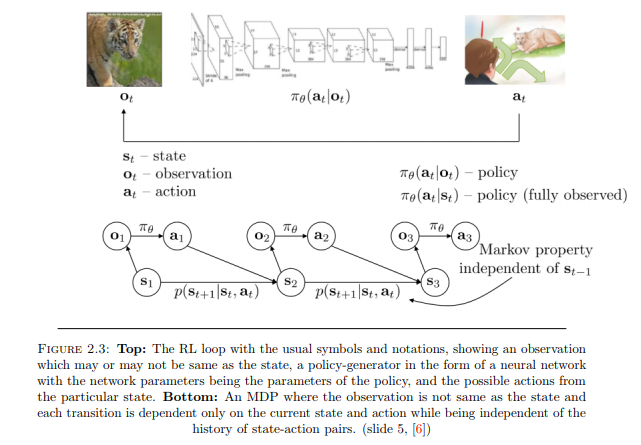 o_t
π_θ(a_t|o_t)
a_t
s_t – state
o_t – observation
a_t – action
π_θ(a_t|o_t) – policy
π_θ(a_t|s_t) – policy (fully observed)
o_1 π_θ a_1 o_2 π_θ a_2 o_3 π_θ a_3
Markov property
independent of s_{t−1}
s_1 p(s_{t+1}|s_t, a_t) s_2 p(s_{t+1}|s_t, a_t) s_3
FIGURE 2.3: Top: The RL loop with the usual symbols and notations, showing an observation
which may or may not be same as the state, a policy-generator in the form of a neural network
with the network parameters being the parameters of the policy, and the possible actions from
the particular state. Bottom: An MDP where the observation is not same as the state and
each transition is dependent only on the current state and action while being independent of the
history of state-action pairs. (slide 5, [6])